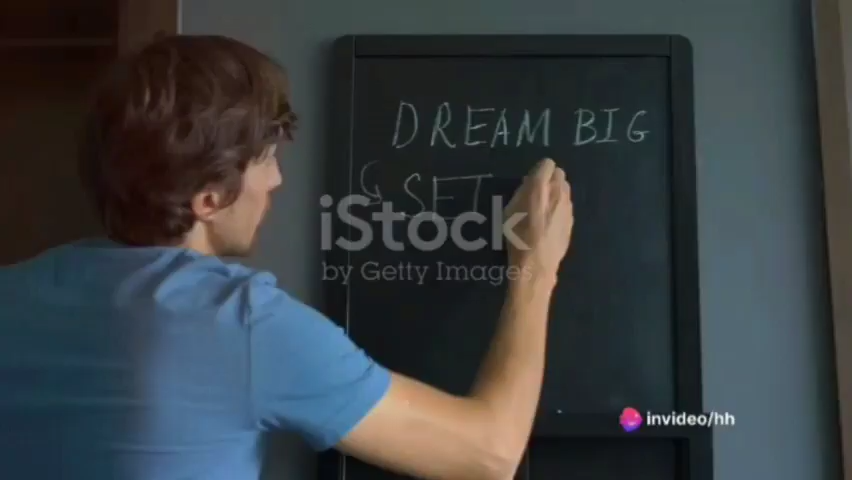 DREAM BIG
SET
iStock
by Getty Images
invideo/hh